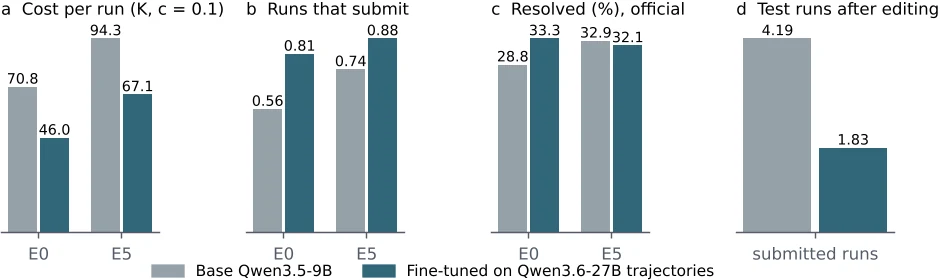 a  Cost per run (K, c = 0.1)
94.3
70.8
67.1
46.0
E0
E5
b  Runs that submit
0.88
0.81
0.74
0.56
E0
E5
c  Resolved (%), official
33.3
32.9
32.1
28.8
E0
E5
d  Test runs after editing
4.19
1.83
submitted runs
Base Qwen3.5-9B
Fine-tuned on Qwen3.6-27B trajectories